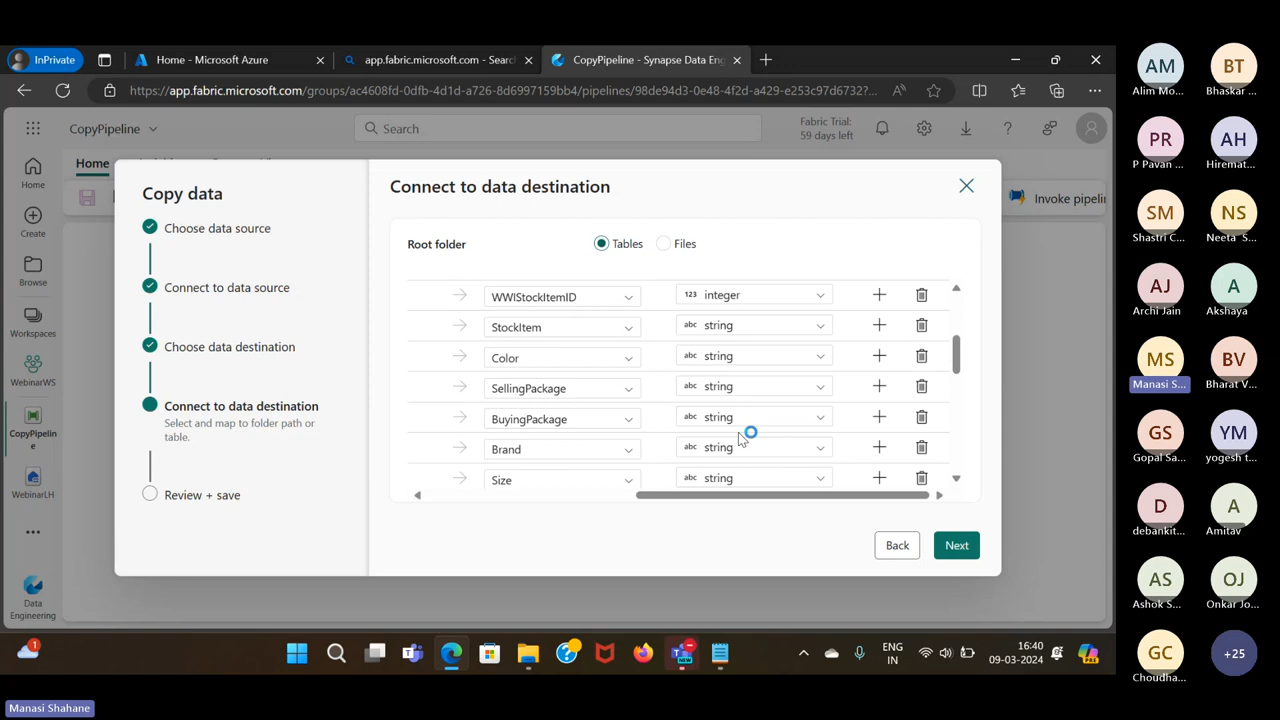 InPrivate
Home - Microsoft Azure
app.fabric.microsoft.com - Searc
CopyPipeline - Synapse Data Eng
https://app.fabric.microsoft.com/groups/ac4608fd-0dfb-4d1d-a726-8d6997159bb4/pipelines/98de94d3-0e48-4f2d-a429-e253c97d6732?...
CopyPipeline
Search
Fabric Trial:
59 days left
Home
Invoke pipelin
Home
Create
Browse
Workspaces
WebinarWS
CopyPipelin
e
WebinarLH
Data
Engineering
Copy data
Choose data source
Connect to data source
Choose data destination
Connect to data destination
Select and map to folder path or
table.
Review + save
Connect to data destination
Root folder
Tables
Files
WWIStockItemID
123 integer
StockItem
abc string
Color
abc string
SellingPackage
abc string
BuyingPackage
abc string
Brand
abc string
Size
abc string
Back
Next
1
NEW
ENG
IN
16:40
09-03-2024
PRE
Manasi Shahane
AM
Alim Mo...
BT
Bhaskar ...
PR
P Pavan ...
AH
Hiremat...
SM
Shastri C...
NS
Neeta S...
AJ
Archi Jain
A
Akshaya
MS
Manasi S...
BV
Bharat V...
GS
Gopal Sa...
YM
yogesh t...
D
debankit...
A
Amitav
AS
Ashok S...
OJ
Onkar Jo...
GC
Choudha...
+25